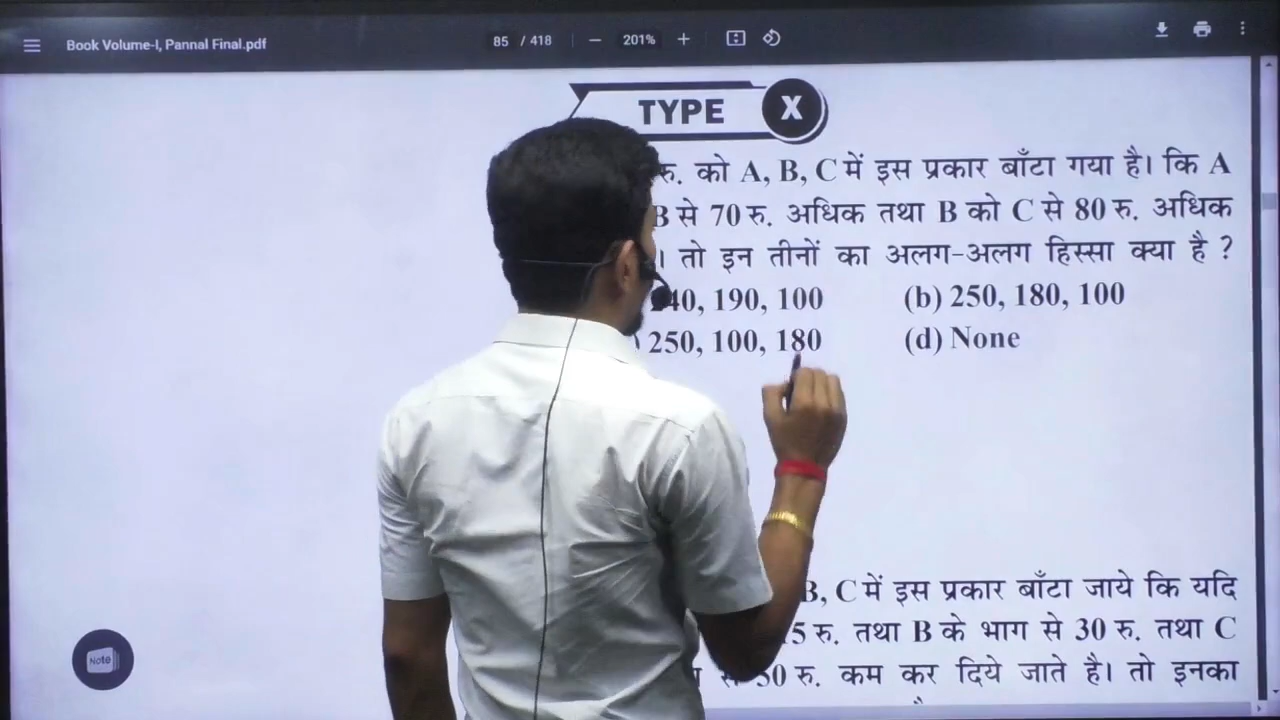 Book Volume-I, Pannal Final.pdf
85 / 418
201%
TYPE X
रु. को A, B, C में इस प्रकार बाँटा गया है। कि A
B से 70 रु. अधिक तथा B को C से 80 रु. अधिक
। तो इन तीनों का अलग-अलग हिस्सा क्या है ?
40, 190, 100 (b) 250, 180, 100
) 250, 100, 180 (d) None
B, C में इस प्रकार बाँटा जाये कि यदि
5 रु. तथा B के भाग से 30 रु. तथा C
से 50 रु. कम कर दिये जाते है। तो इनका
Note